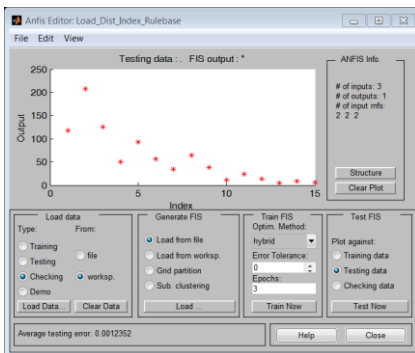 Anfis Editor: Load_Dist_Index_Rulebase
File Edit View
Testing data : . FIS output : *
250
200
150
100
50
0
Output
0 5 10 15
Index
ANFIS Info.
# of inputs: 3
# of outputs: 1
# of input mfs:
2 2 2
Structure
Clear Plot
Load data
Type: From:
Training
Testing
Checking
Demo
file
worksp.
Load Data... Clear Data
Generate FIS
Load from file
Load from worksp.
Grid partition
Sub. clustering
Load ...
Train FIS
Optim. Method:
hybrid
Error Tolerance:
0
Epochs:
3
Train Now
Test FIS
Plot against:
Training data
Testing data
Checking data
Test Now
Average testing error: 0.0012352
Help Close